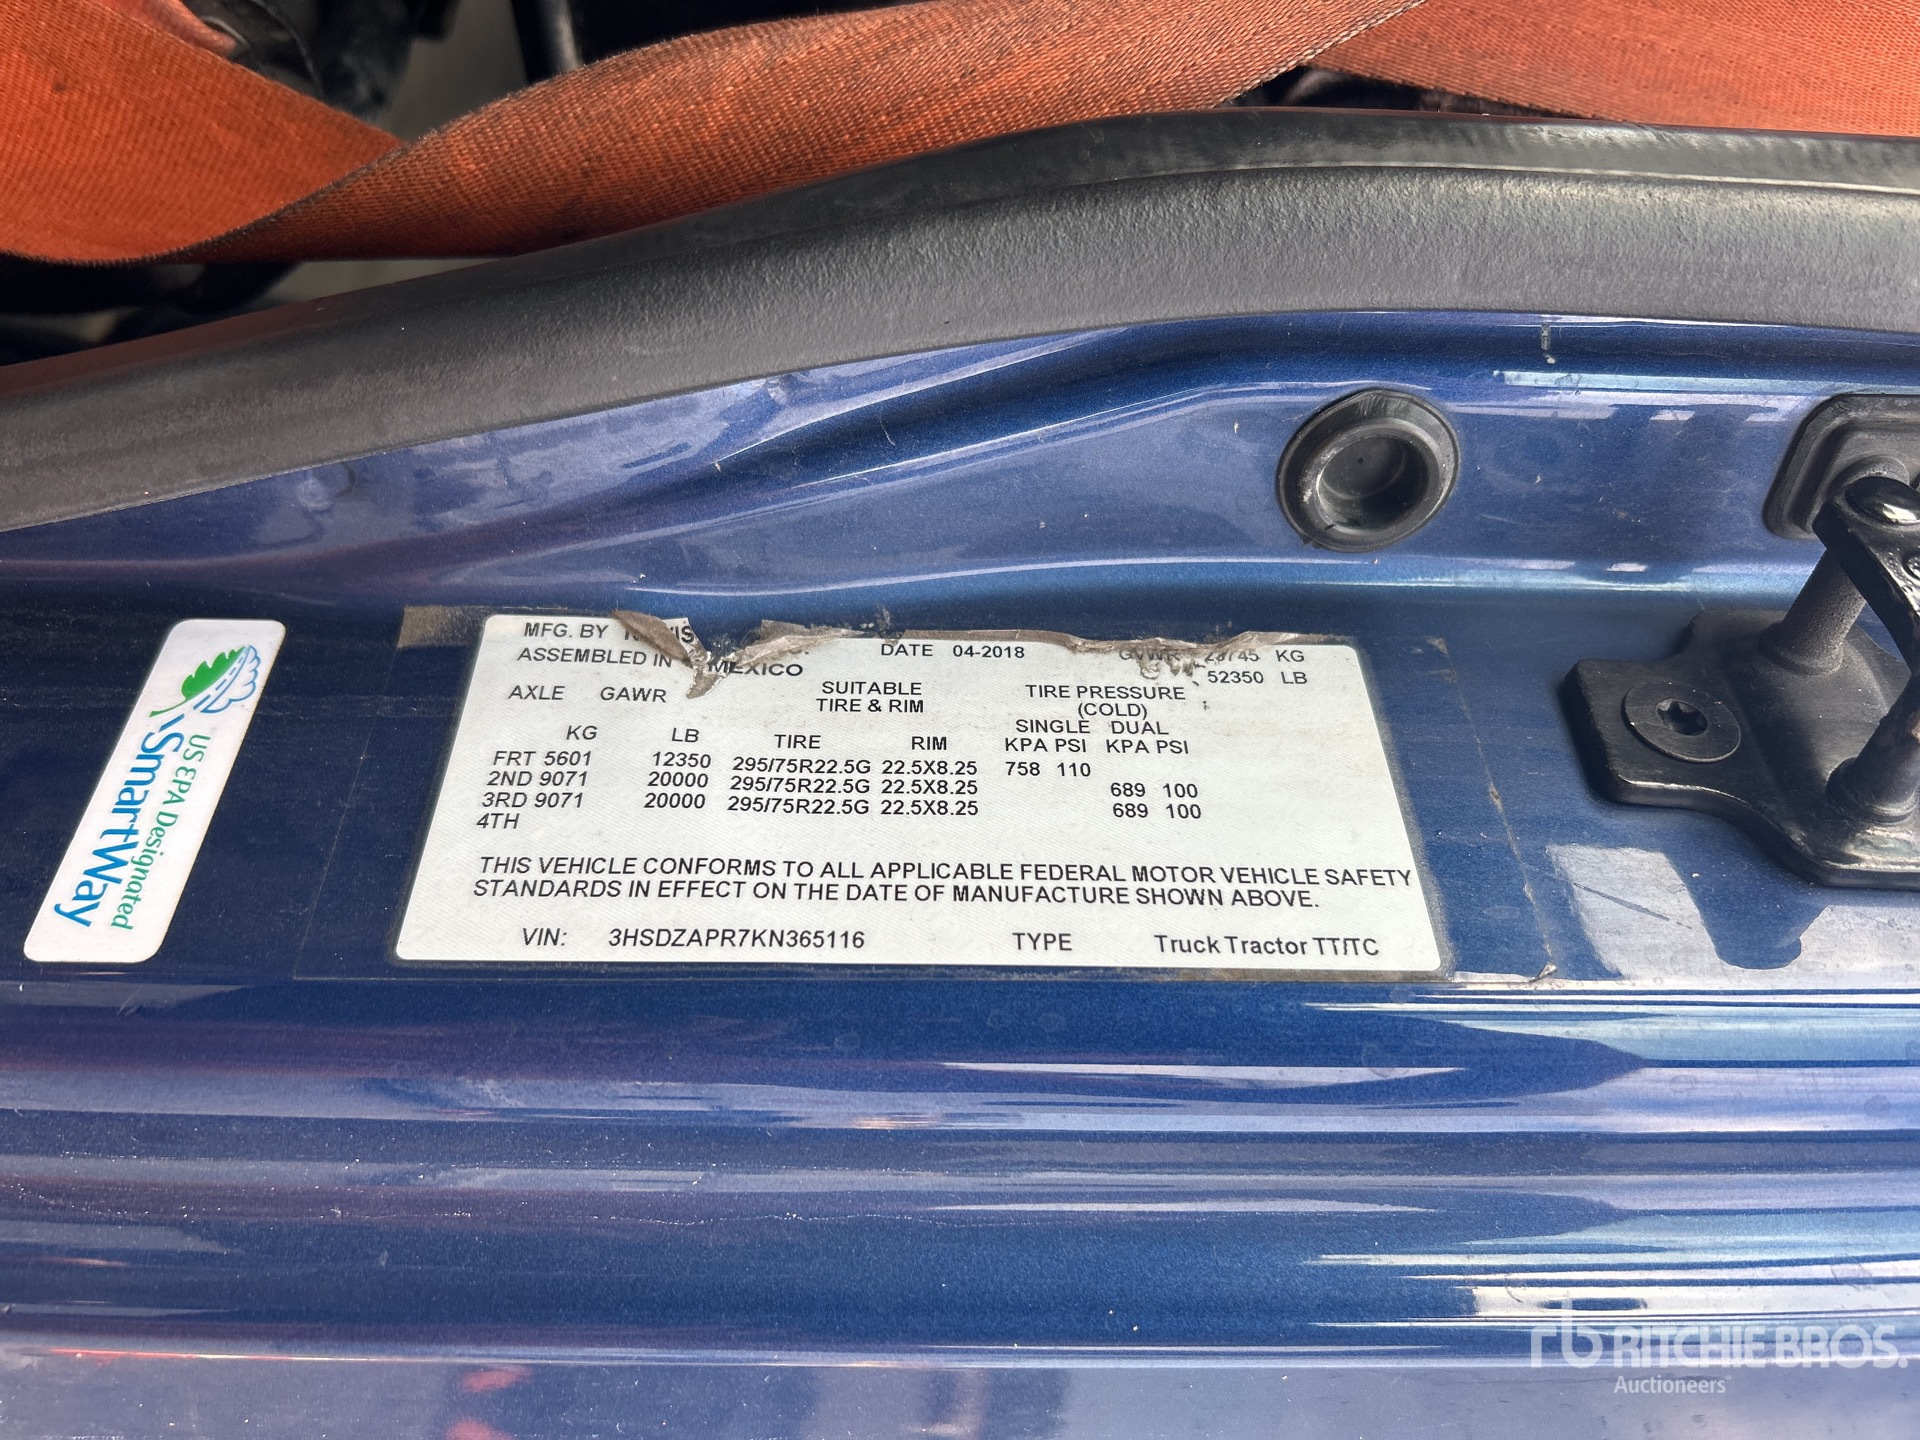 US EPA Designated
SmartWay
MFG. BY
DATE 04-2018 KG
ASSEMBLED IN MEXICO
52350 LB
AXLE GAWR SUITABLE TIRE PRESSURE
TIRE & RIM (COLD)
SINGLE DUAL
KG LB TIRE RIM KPA PSI KPA PSI
FRT 5601 12350 295/75R22.5G 22.5X8.25 758 110
2ND 9071 20000 295/75R22.5G 22.5X8.25 689 100
3RD 9071 20000 295/75R22.5G 22.5X8.25 689 100
4TH
THIS VEHICLE CONFORMS TO ALL APPLICABLE FEDERAL MOTOR VEHICLE SAFETY
STANDARDS IN EFFECT ON THE DATE OF MANUFACTURE SHOWN ABOVE.
VIN: 3HSDZAPR7KN365116 TYPE Truck Tractor TT/TC
rb RITCHIE BROS.
Auctioneers